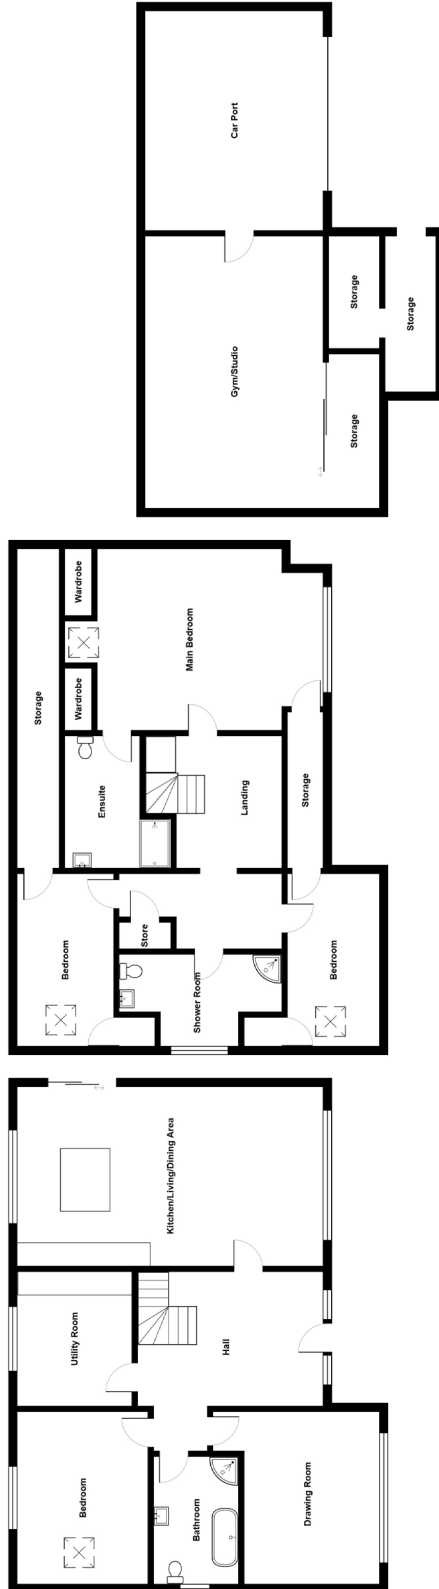 Car Port
Gym/Studio
Storage
Storage
Storage
Wardrobe
Main Bedroom
Wardrobe
Storage
Ensuite
Landing
Storage
Store
Bedroom
Shower Room
Bedroom
Kitchen/Living/Dining Area
Utility Room
Hall
Bedroom
Bathroom
Drawing Room